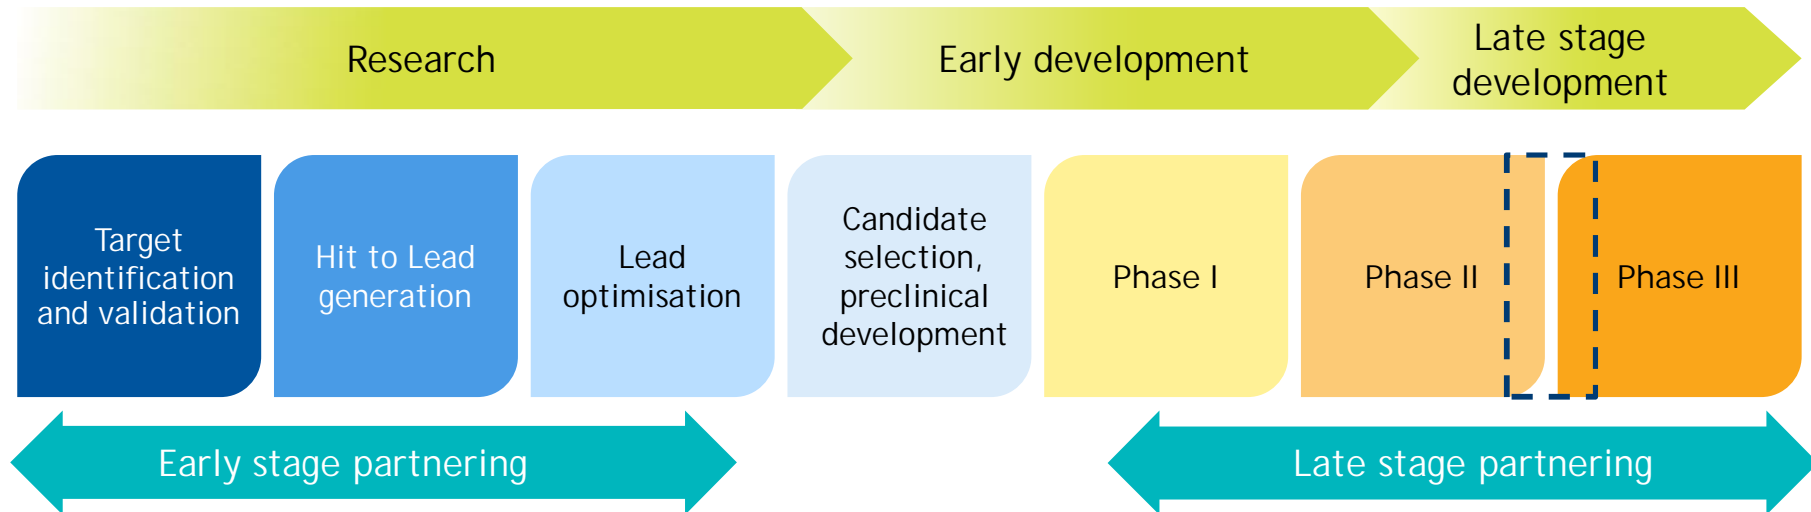 Research
Early development
Late stage
development
Target
identification
and validation
Hit to Lead
generation
Lead
optimisation
Candidate
selection,
preclinical
development
Phase I
Phase II
Phase III
Early stage partnering
Late stage partnering